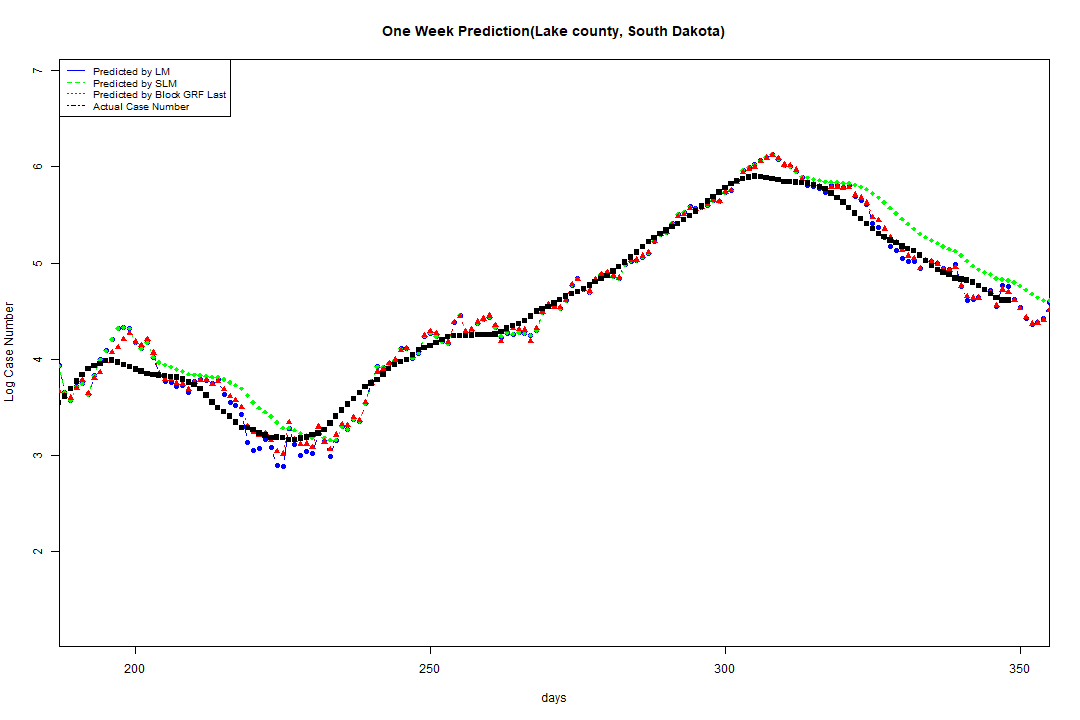 One Week Prediction(Lake county, South Dakota)
Predicted by LM
Predicted by SLM
Predicted by Block GRF Last
Actual Case Number
7
6
5
4
3
2
Log Case Number
200
250
300
350
days